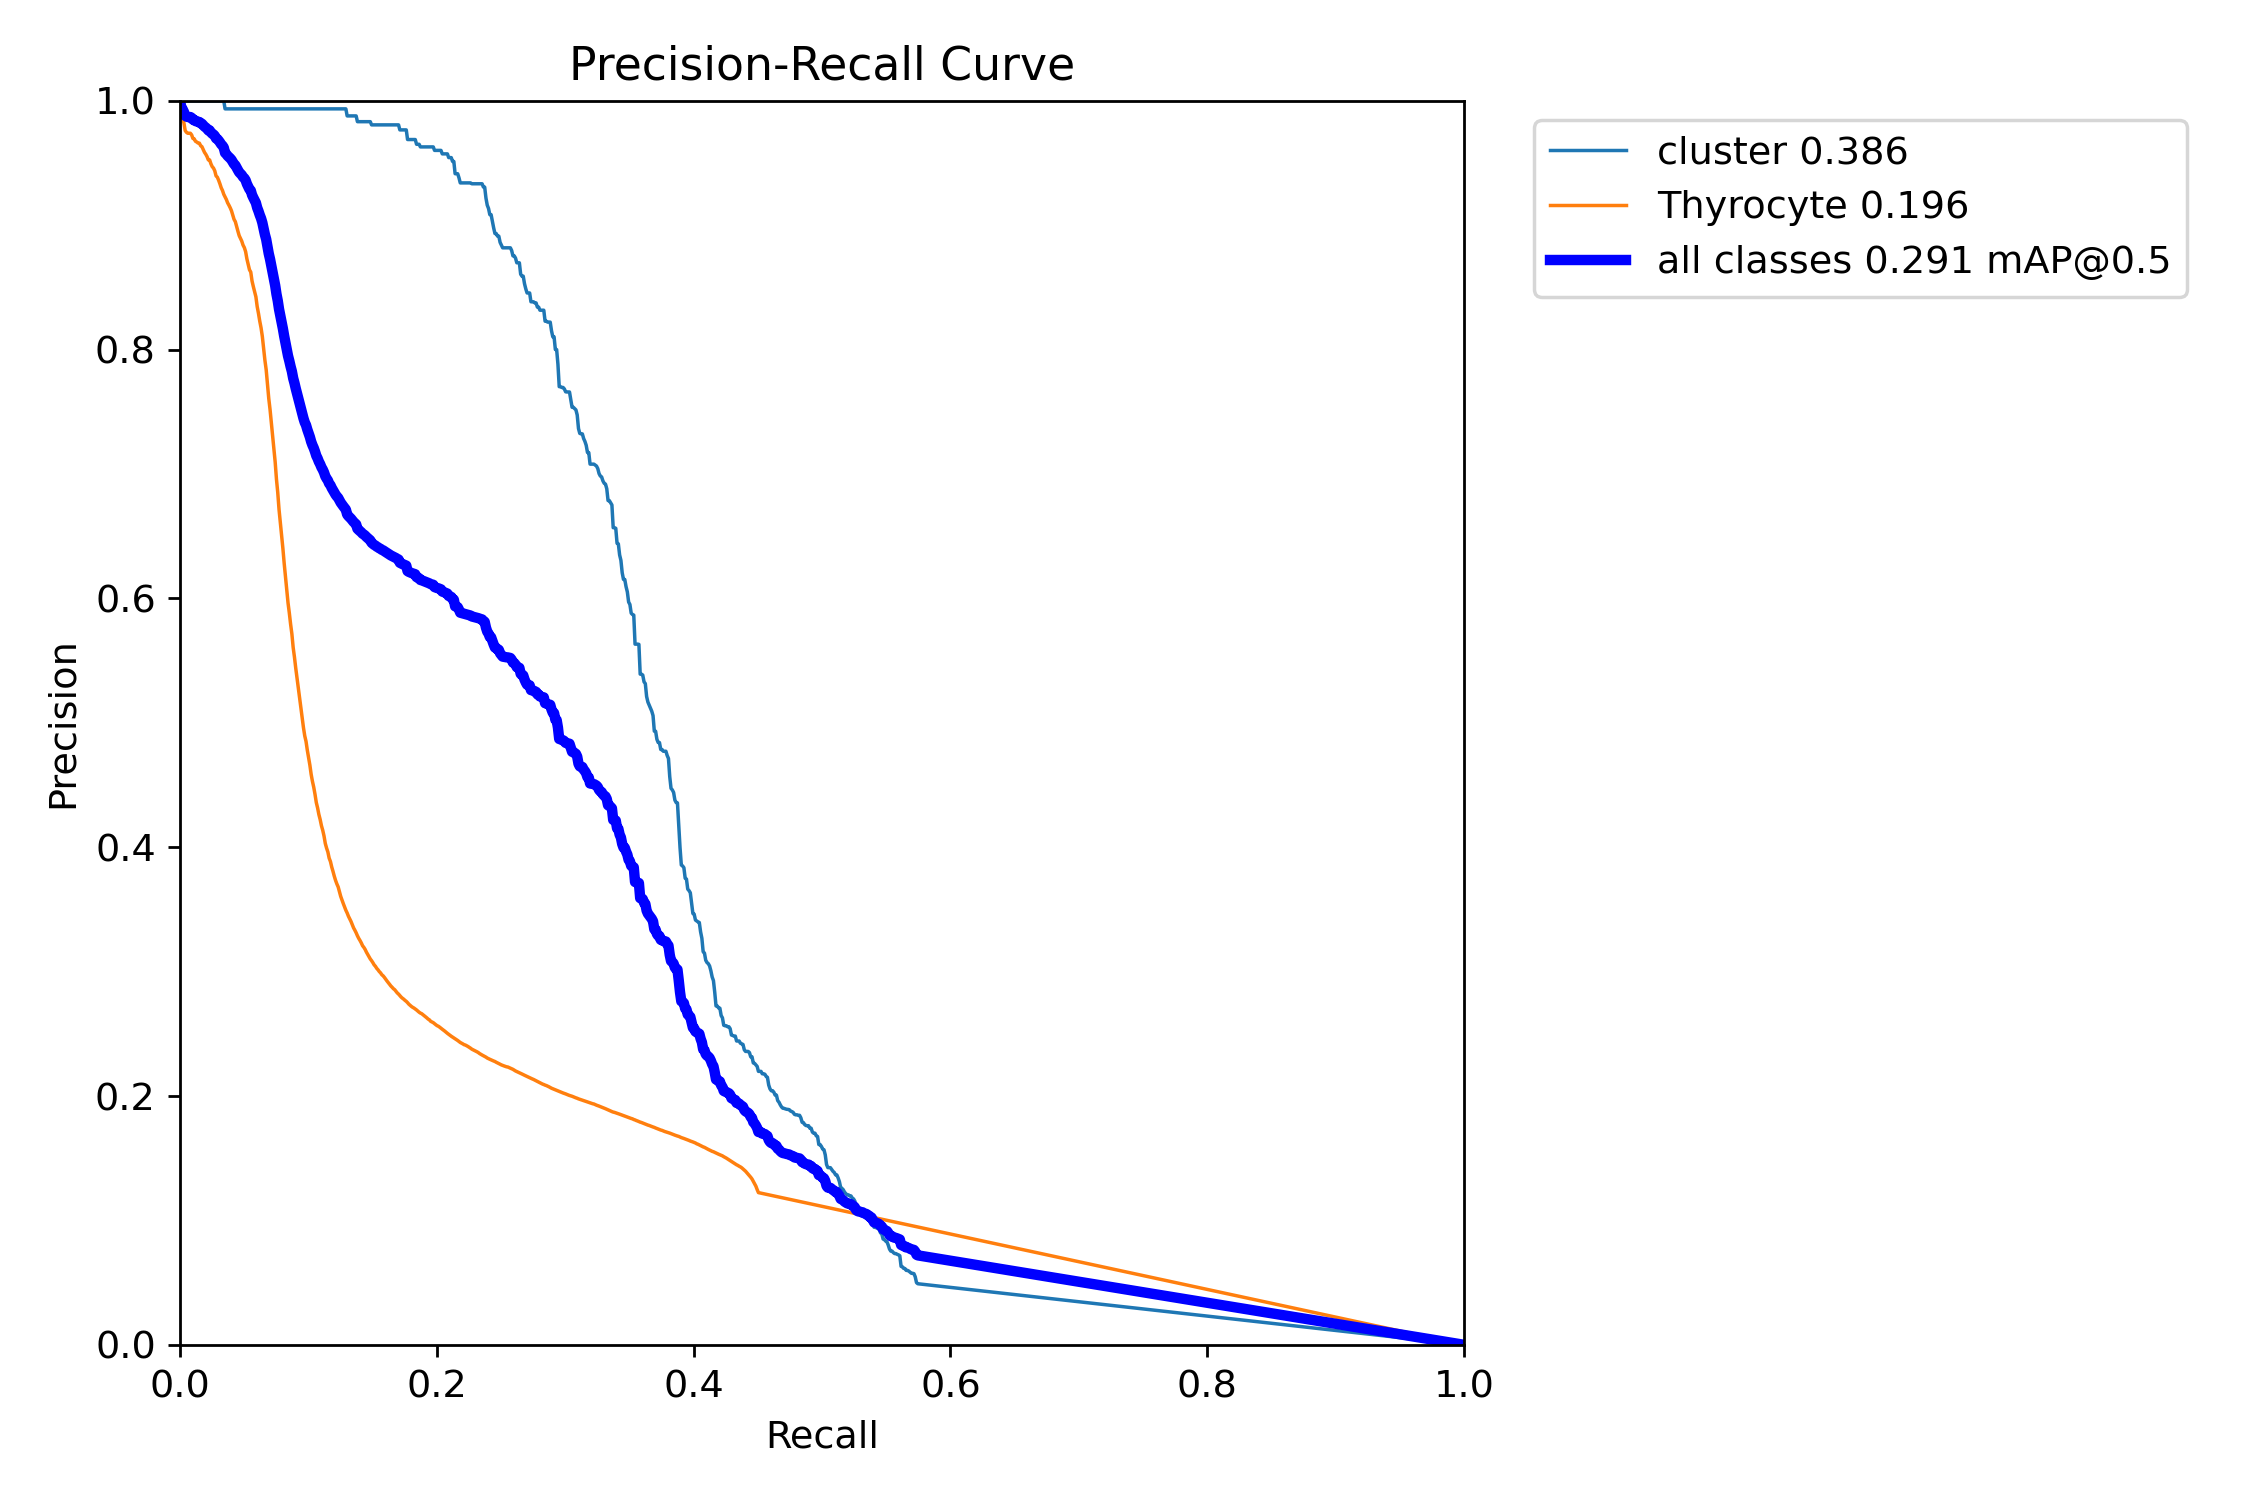 Precision-Recall Curve
cluster 0.386
Thyrocyte 0.196
all classes 0.291 mAP@0.5
Precision
1.0
0.8
0.6
0.4
0.2
0.0
0.0 0.2 0.4 0.6 0.8 1.0
Recall